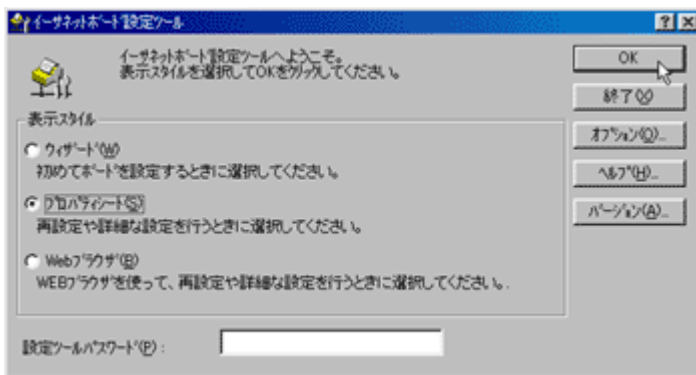 イーサネットボード設定ツール
イーサネットボード設定ツールへようこそ。
表示スタイルを選択してOKをクリックしてください。
OK
終了(X)
オプション(O)...
ヘルプ(H)...
バージョン(A)...
表示スタイル
ウィザード(W)
初めてボードを設定するときに選択してください。
プロパティシート(S)
再設定や詳細な設定を行うときに選択してください。
Webブラウザ(B)
WEBブラウザを使って、再設定や詳細な設定を行うときに選択してください。.
設定ツールパスワード(P) :